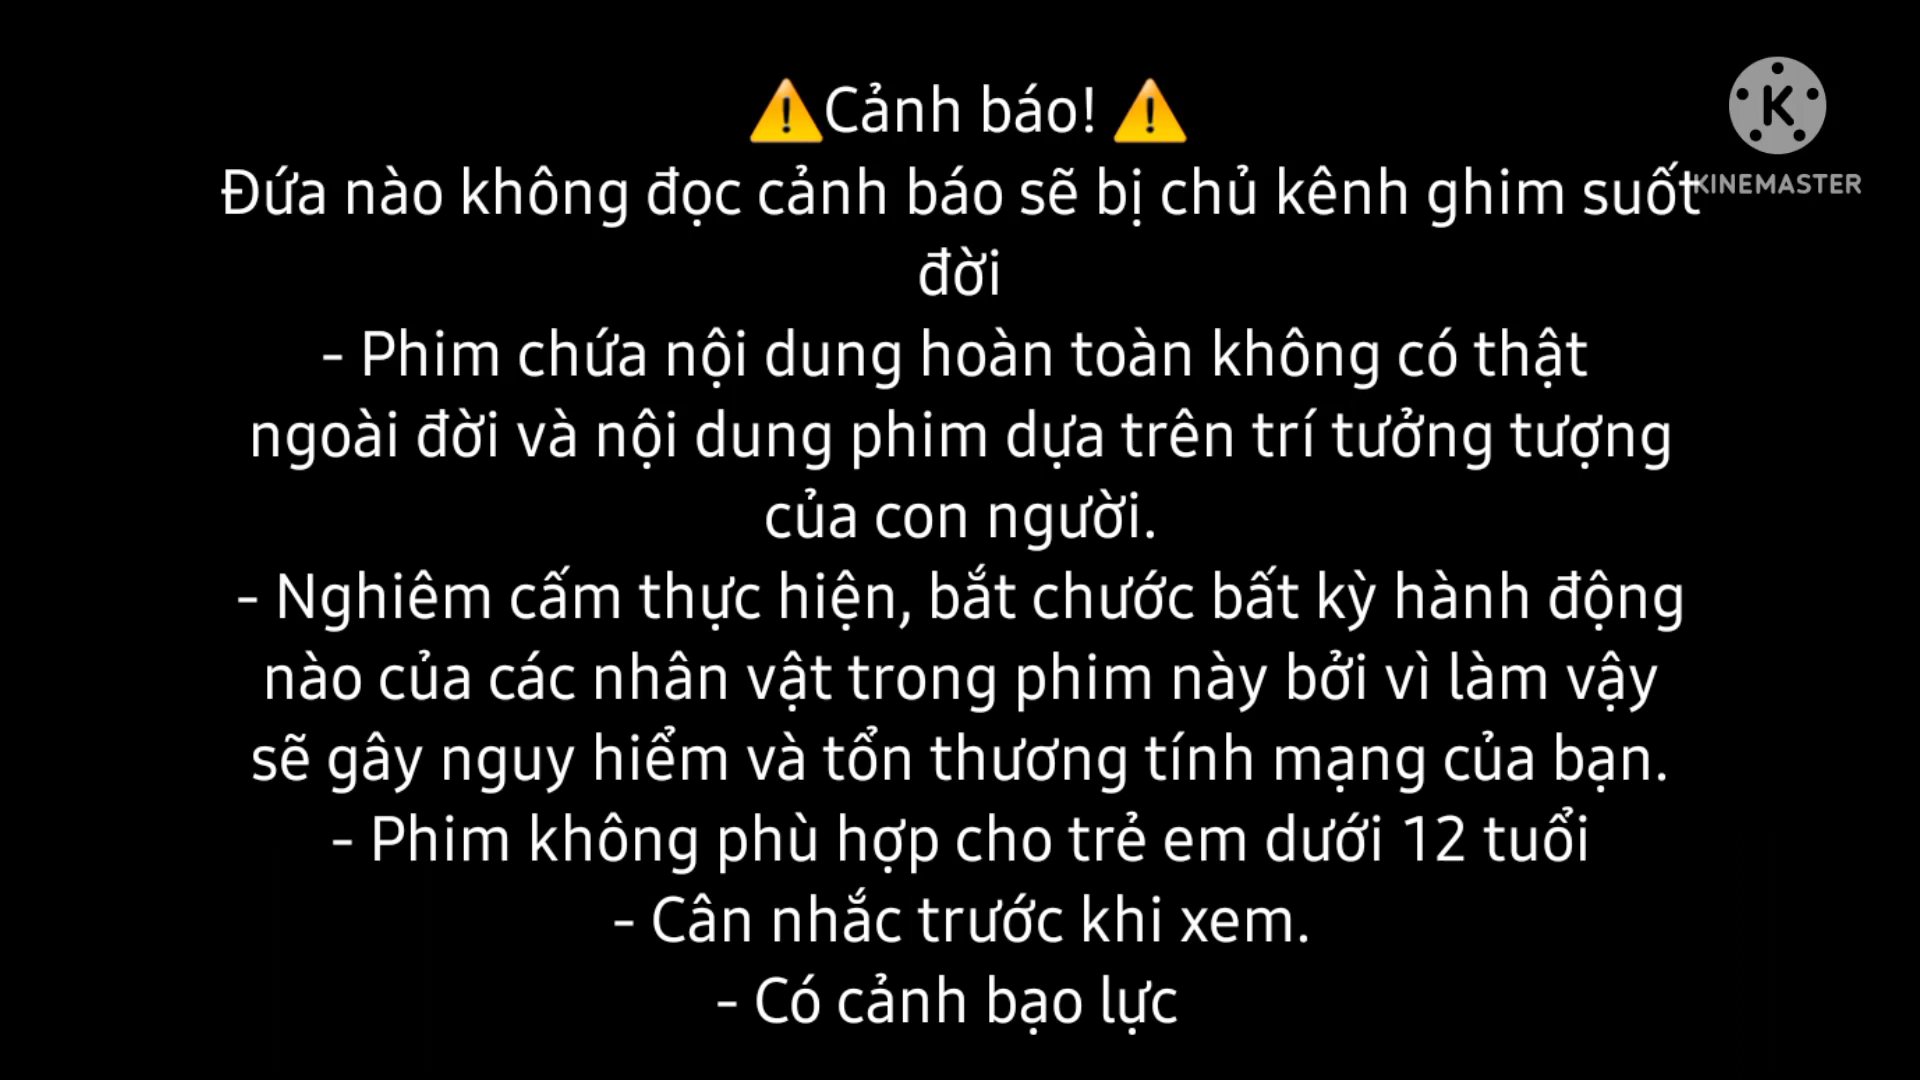 ⚠️Cảnh báo! ⚠️
Đứa nào không đọc cảnh báo sẽ bị chủ kênh ghim suốt
đời
- Phim chứa nội dung hoàn toàn không có thật
ngoài đời và nội dung phim dựa trên trí tưởng tượng
của con người.
- Nghiêm cấm thực hiện, bắt chước bất kỳ hành động
nào của các nhân vật trong phim này bởi vì làm vậy
sẽ gây nguy hiểm và tổn thương tính mạng của bạn.
- Phim không phù hợp cho trẻ em dưới 12 tuổi
- Cân nhắc trước khi xem.
- Có cảnh bạo lực
K
KINEMASTER